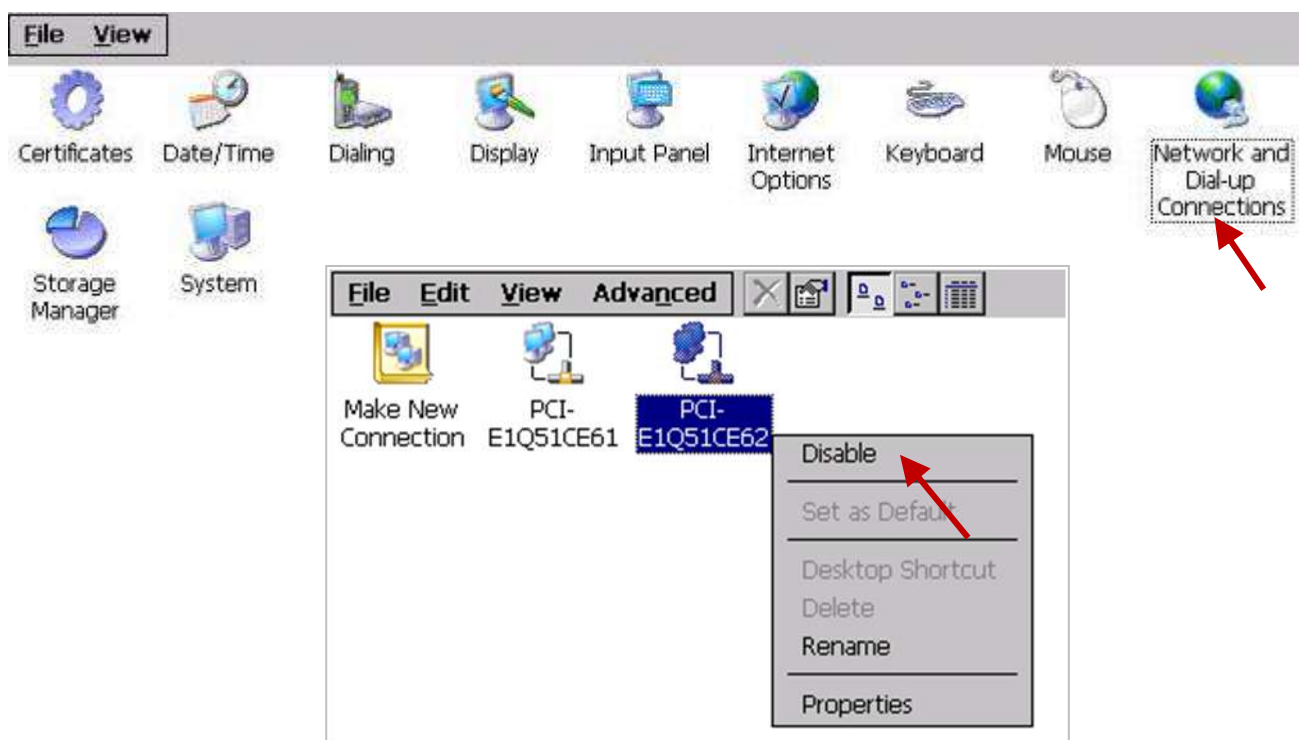 File View
Certificates Date/Time Dialing Display Input Panel Internet Options Keyboard Mouse Network and Dial-up Connections
Storage Manager System
File Edit View Advanced
Make New Connection PCI-E1Q51CE61 PCI-E1Q51CE62
Disable
Set as Default
Desktop Shortcut
Delete
Rename
Properties